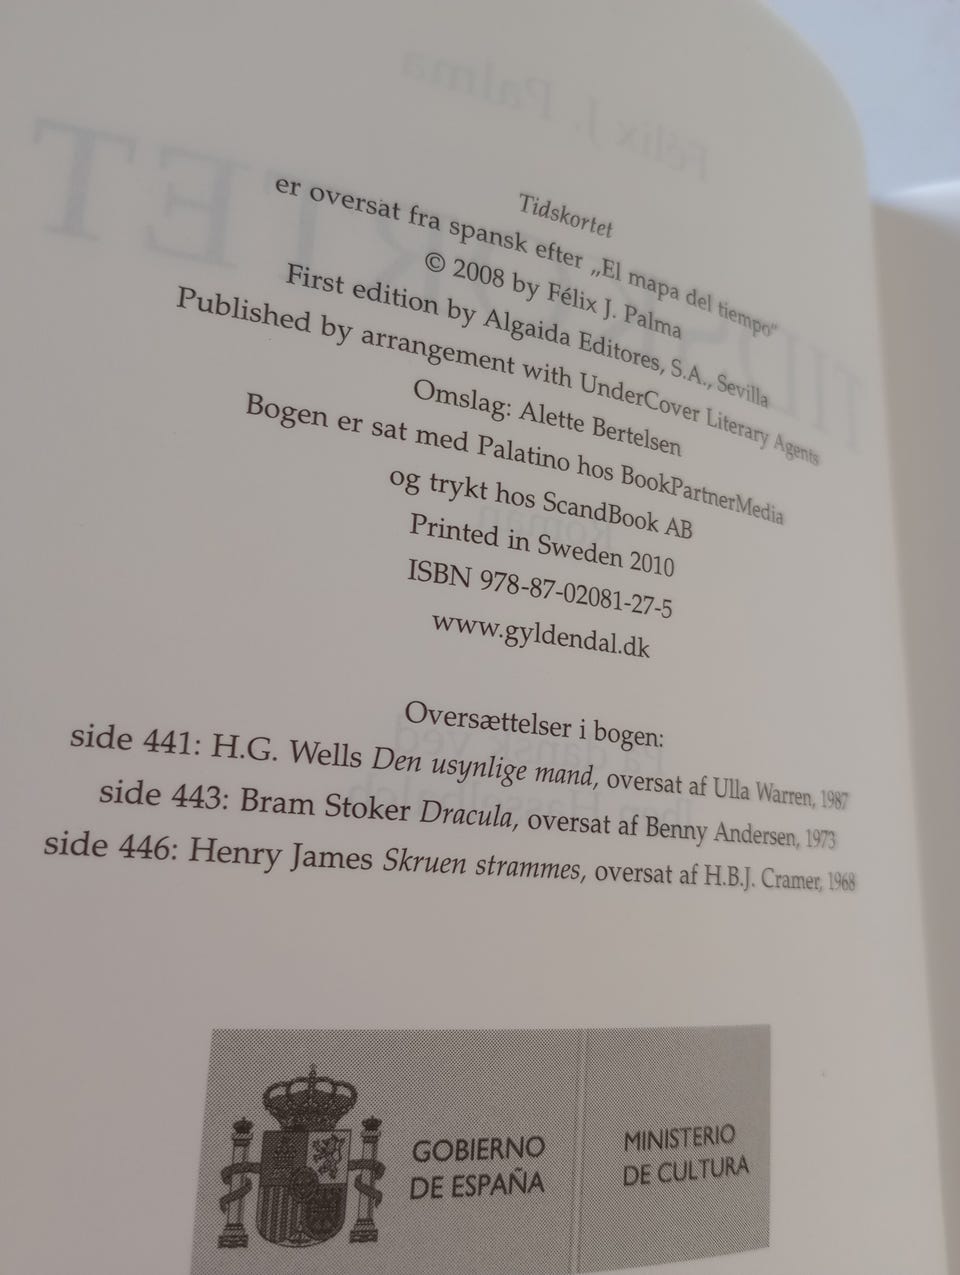 Tidskortet
er oversat fra spansk efter „El mapa del tiempo“
© 2008 by Félix J. Palma
First edition by Algaida Editores, S.A., Sevilla
Published by arrangement with UnderCover Literary Agents
Omslag: Alette Bertelsen
Bogen er sat med Palatino hos BookPartnerMedia
og trykt hos ScandBook AB
Printed in Sweden 2010
ISBN 978-87-02081-27-5
www.gyldendal.dk
Oversættelser i bogen:
side 441: H.G. Wells Den usynlige mand, oversat af Ulla Warren, 1987
side 443: Bram Stoker Dracula, oversat af Benny Andersen, 1973
side 446: Henry James Skruen strammes, oversat af H.B.J. Cramer, 1968
GOBIERNO
DE ESPAÑA
MINISTERIO
DE CULTURA